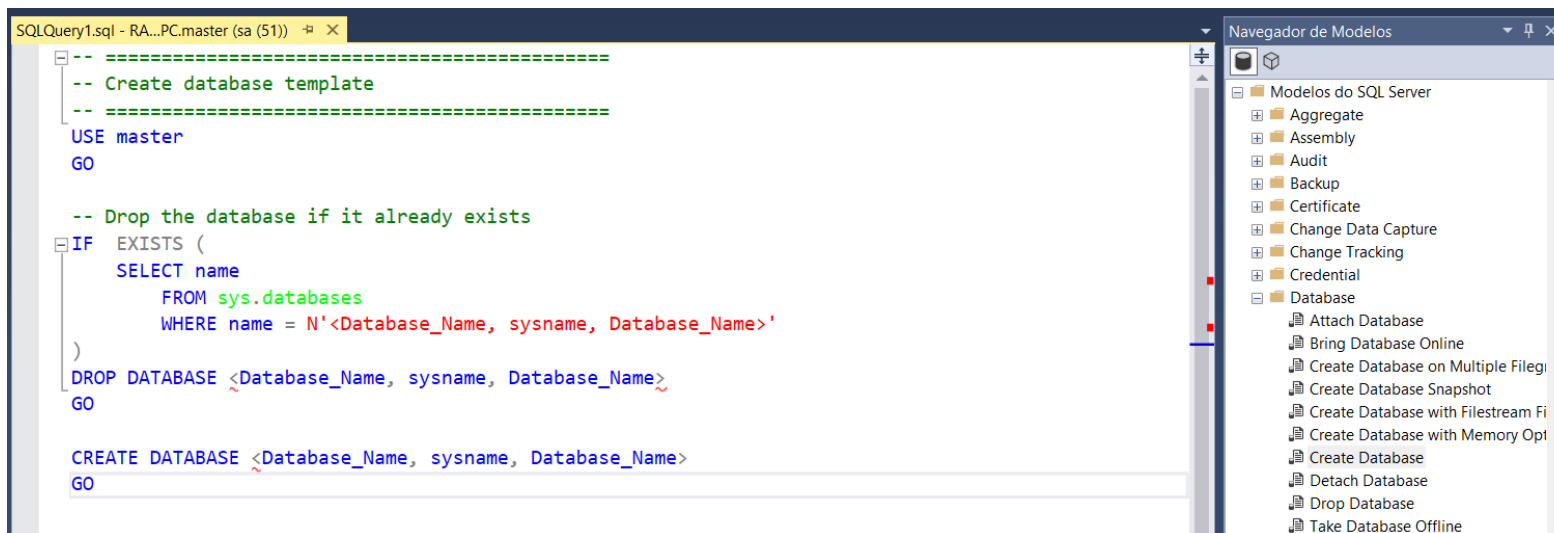 SQLQuery1.sql - RA...PC.master (sa (51))
-- =============================================
-- Create database template
-- =============================================
USE master
GO
-- Drop the database if it already exists
IF  EXISTS (
SELECT name
FROM sys.databases
WHERE name = N'<Database_Name, sysname, Database_Name>'
)
DROP DATABASE <Database_Name, sysname, Database_Name>
GO
CREATE DATABASE <Database_Name, sysname, Database_Name>
GO
Navegador de Modelos
Modelos do SQL Server
Aggregate
Assembly
Audit
Backup
Certificate
Change Data Capture
Change Tracking
Credential
Database
Attach Database
Bring Database Online
Create Database on Multiple Filegr
Create Database Snapshot
Create Database with Filestream Fi
Create Database with Memory Opt
Create Database
Detach Database
Drop Database
Take Database Offline